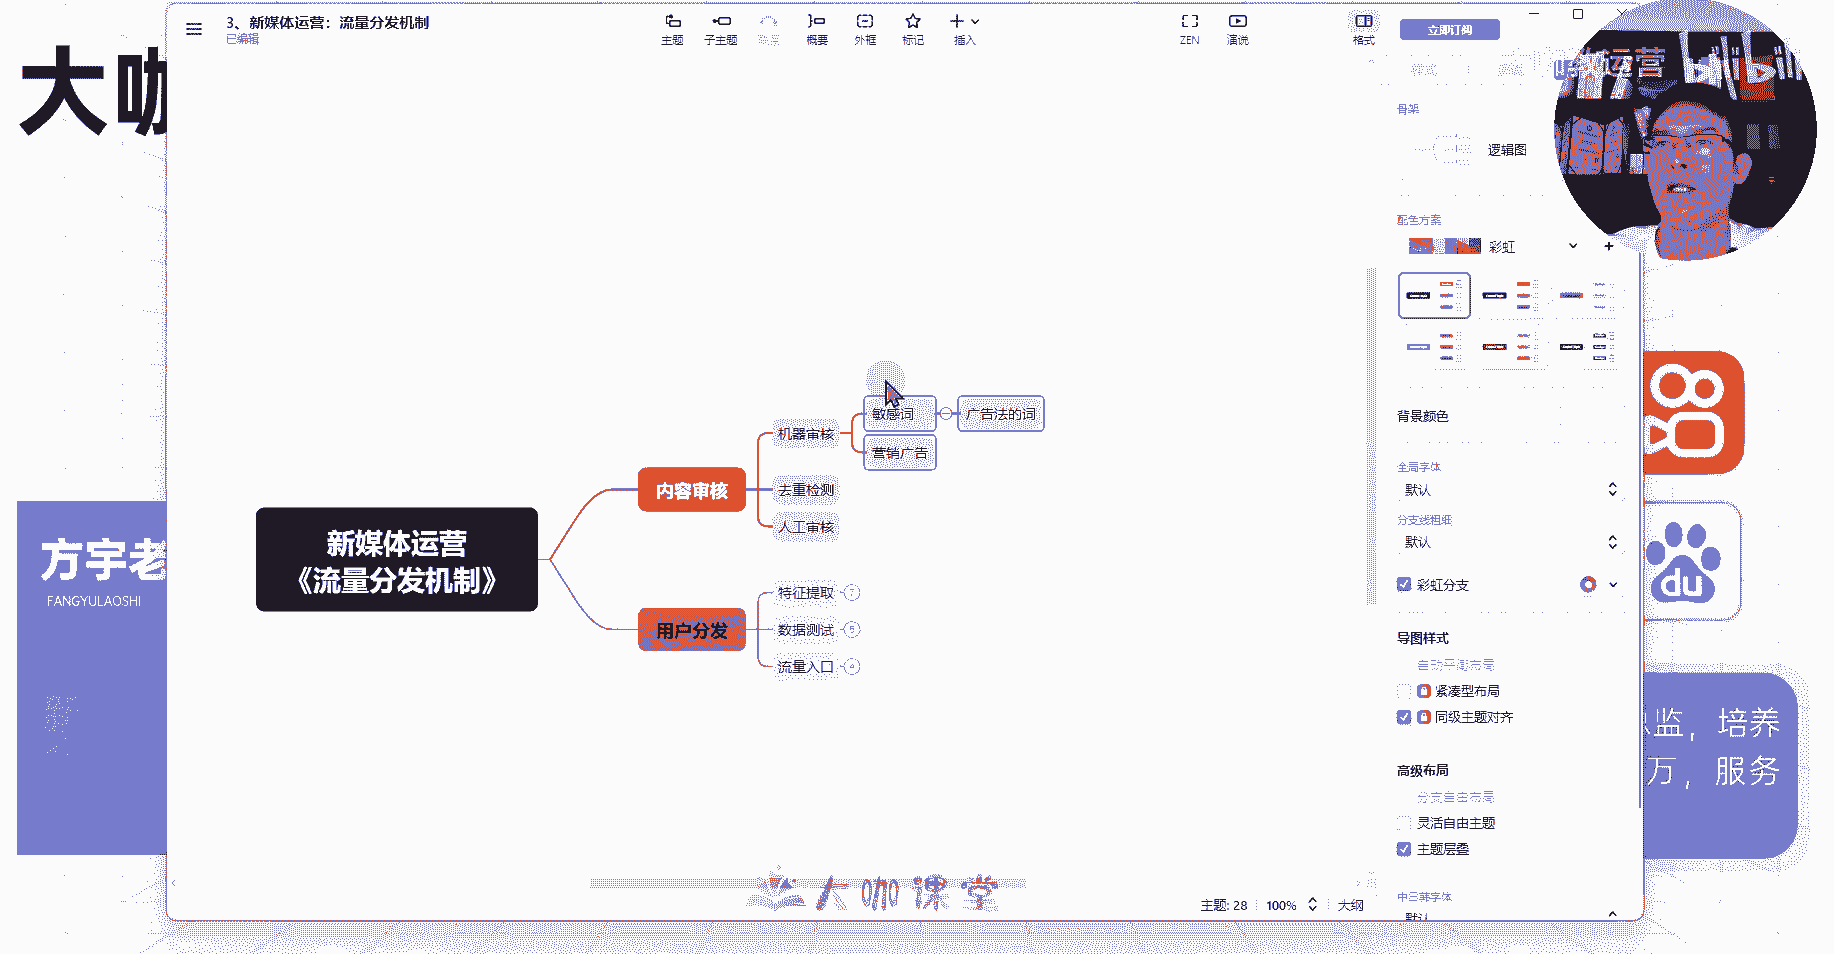 3、新媒体运营：流量分发机制
已编辑
主题
子主题
概要
外框
标记
插入
ZEN
演说
格式
立即订阅
运营
大咖
骨架
逻辑图
配色方案
彩虹
背景颜色
全局字体
默认
分支线粗细
默认
彩虹分支
导图样式
自动平衡布局
紧凑型布局
同级主题对齐
高级布局
分支自由布局
灵活自由主题
主题层叠
中日韩字体
默认
新媒体运营
《流量分发机制》
内容审核
机器审核
敏感词
广告法的词
营销广告
去重检测
人工审核
用户分发
特征提取
数据测试
流量入口
方宇老
FANGYULAOSHI
du
监，培养
万，服务
大咖课堂
主题: 28
100%
大纲